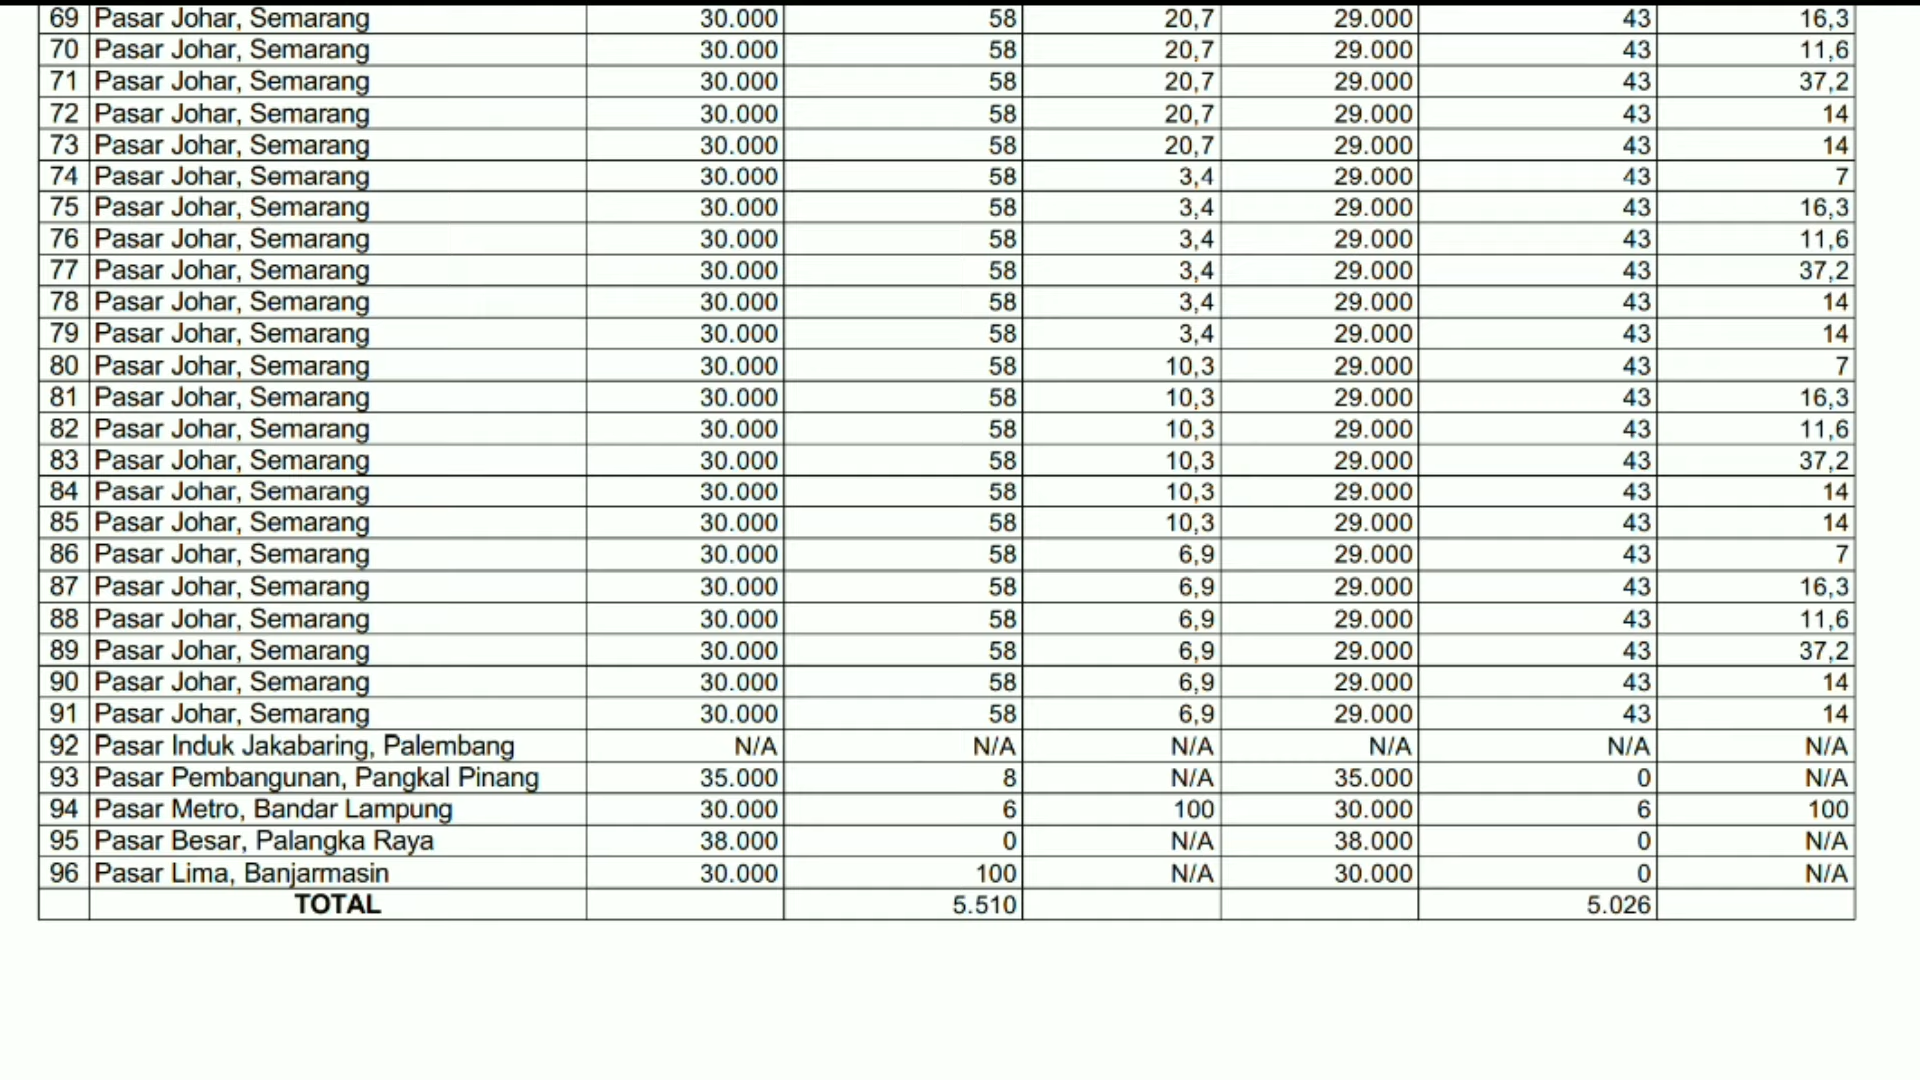 69 Pasar Johar, Semarang 30.000 58 20,7 29.000 43 16,3
70 Pasar Johar, Semarang 30.000 58 20,7 29.000 43 11,6
71 Pasar Johar, Semarang 30.000 58 20,7 29.000 43 37,2
72 Pasar Johar, Semarang 30.000 58 20,7 29.000 43 14
73 Pasar Johar, Semarang 30.000 58 20,7 29.000 43 14
74 Pasar Johar, Semarang 30.000 58 3,4 29.000 43 7
75 Pasar Johar, Semarang 30.000 58 3,4 29.000 43 16,3
76 Pasar Johar, Semarang 30.000 58 3,4 29.000 43 11,6
77 Pasar Johar, Semarang 30.000 58 3,4 29.000 43 37,2
78 Pasar Johar, Semarang 30.000 58 3,4 29.000 43 14
79 Pasar Johar, Semarang 30.000 58 3,4 29.000 43 14
80 Pasar Johar, Semarang 30.000 58 10,3 29.000 43 7
81 Pasar Johar, Semarang 30.000 58 10,3 29.000 43 16,3
82 Pasar Johar, Semarang 30.000 58 10,3 29.000 43 11,6
83 Pasar Johar, Semarang 30.000 58 10,3 29.000 43 37,2
84 Pasar Johar, Semarang 30.000 58 10,3 29.000 43 14
85 Pasar Johar, Semarang 30.000 58 10,3 29.000 43 14
86 Pasar Johar, Semarang 30.000 58 6,9 29.000 43 7
87 Pasar Johar, Semarang 30.000 58 6,9 29.000 43 16,3
88 Pasar Johar, Semarang 30.000 58 6,9 29.000 43 11,6
89 Pasar Johar, Semarang 30.000 58 6,9 29.000 43 37,2
90 Pasar Johar, Semarang 30.000 58 6,9 29.000 43 14
91 Pasar Johar, Semarang 30.000 58 6,9 29.000 43 14
92 Pasar Induk Jakabaring, Palembang N/A N/A N/A N/A N/A N/A
93 Pasar Pembangunan, Pangkal Pinang 35.000 8 N/A 35.000 0 N/A
94 Pasar Metro, Bandar Lampung 30.000 6 100 30.000 6 100
95 Pasar Besar, Palangka Raya 38.000 0 N/A 38.000 0 N/A
96 Pasar Lima, Banjarmasin 30.000 100 N/A 30.000 0 N/A
TOTAL 5.510 5.026